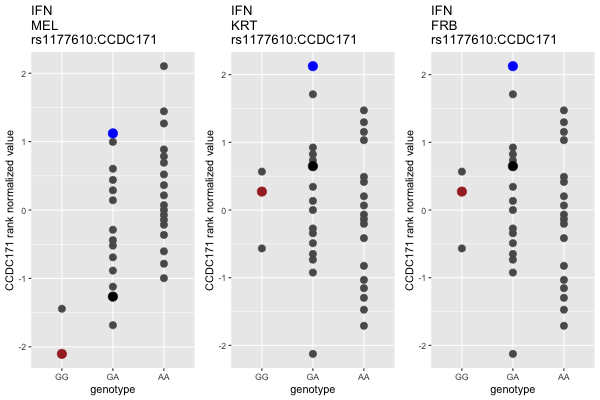 IFN
MEL
rs1177610:CCDC171
CCDC171 rank normalized value
2
1
0
-1
-2
GG GA AA
genotype
IFN
KRT
rs1177610:CCDC171
CCDC171 rank normalized value
2
1
0
-1
-2
GG GA AA
genotype
IFN
FRB
rs1177610:CCDC171
CCDC171 rank normalized value
2
1
0
-1
-2
GG GA AA
genotype